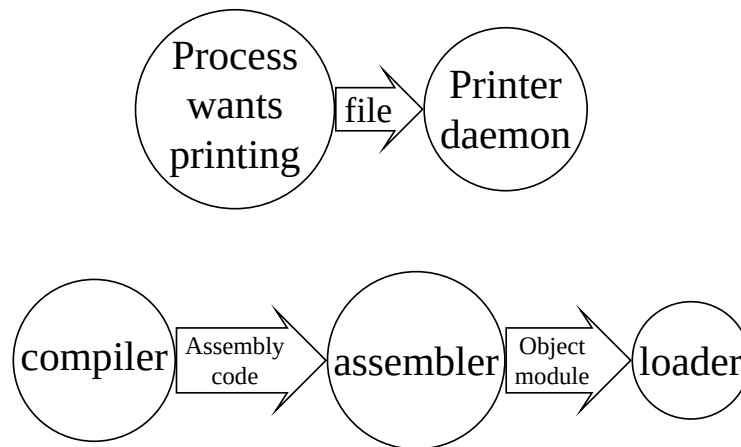 Process
wants
printing
file
Printer
daemon
compiler
Assembly
code
assembler
Object
module
loader